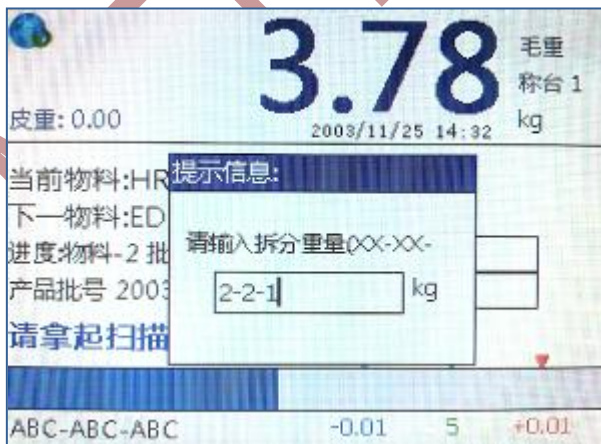 3.78
毛重
称台 1
kg
皮重: 0.00
2003/11/25 14:32
当前物料:HR
下一物料:ED
进度:物料-2 批
产品批号 2003
请拿起扫描
提示信息:
请输入拆分重量(XX-XX-
2-2-1
kg
ABC-ABC-ABC
-0.01
5
+0.01